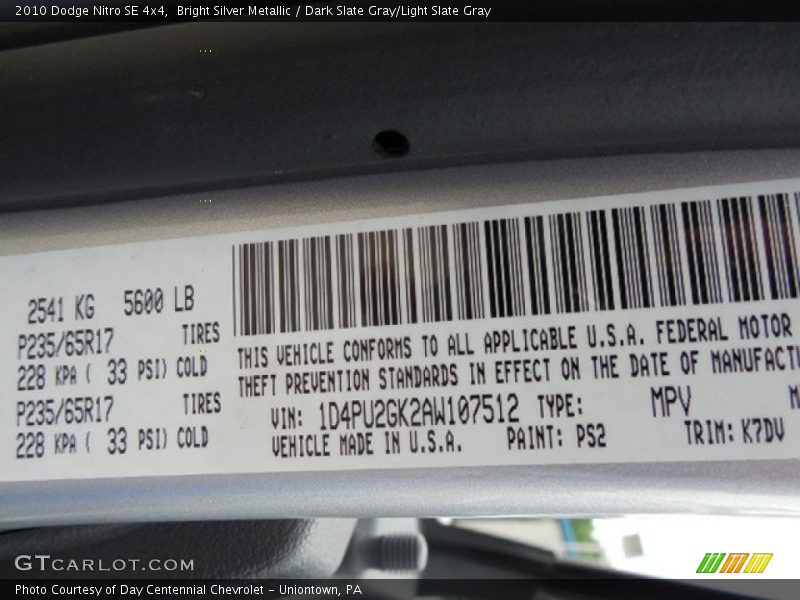 2010 Dodge Nitro SE 4x4,  Bright Silver Metallic / Dark Slate Gray/Light Slate Gray
2541 KG 5600 LB
P235/65R17 TIRES
228 KPA ( 33 PSI) COLD
P235/65R17 TIRES
228 KPA ( 33 PSI) COLD
THIS VEHICLE CONFORMS TO ALL APPLICABLE U.S.A. FEDERAL MOTOR
THEFT PREVENTION STANDARDS IN EFFECT ON THE DATE OF MANUFACT
VIN: 1D4PU2GK2AW107512 TYPE: MPV
VEHICLE MADE IN U.S.A. PAINT: PS2 TRIM: K7DV
GTCARLOT.COM
Photo Courtesy of Day Centennial Chevrolet - Uniontown, PA